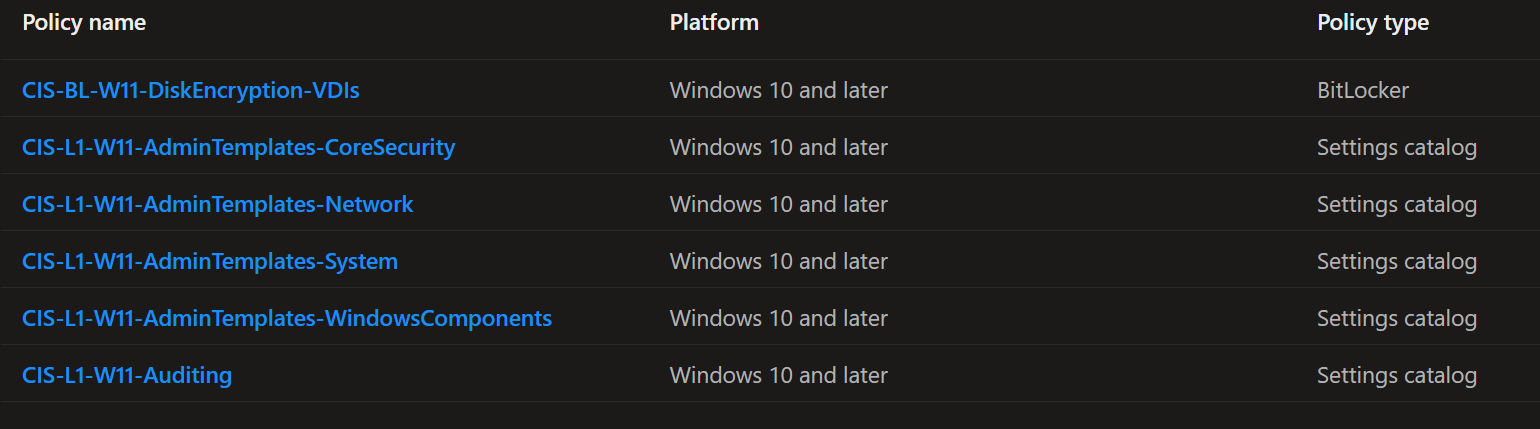 Policy name Platform Policy type
CIS-BL-W11-DiskEncryption-VDIs Windows 10 and later BitLocker
CIS-L1-W11-AdminTemplates-CoreSecurity Windows 10 and later Settings catalog
CIS-L1-W11-AdminTemplates-Network Windows 10 and later Settings catalog
CIS-L1-W11-AdminTemplates-System Windows 10 and later Settings catalog
CIS-L1-W11-AdminTemplates-WindowsComponents Windows 10 and later Settings catalog
CIS-L1-W11-Auditing Windows 10 and later Settings catalog